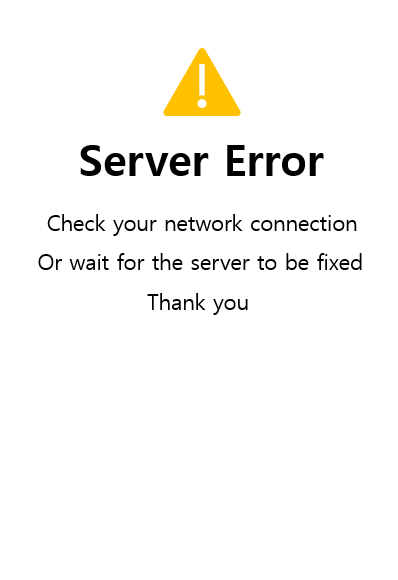 Server Error
Check your network connection
Or wait for the server to be fixed
Thank you